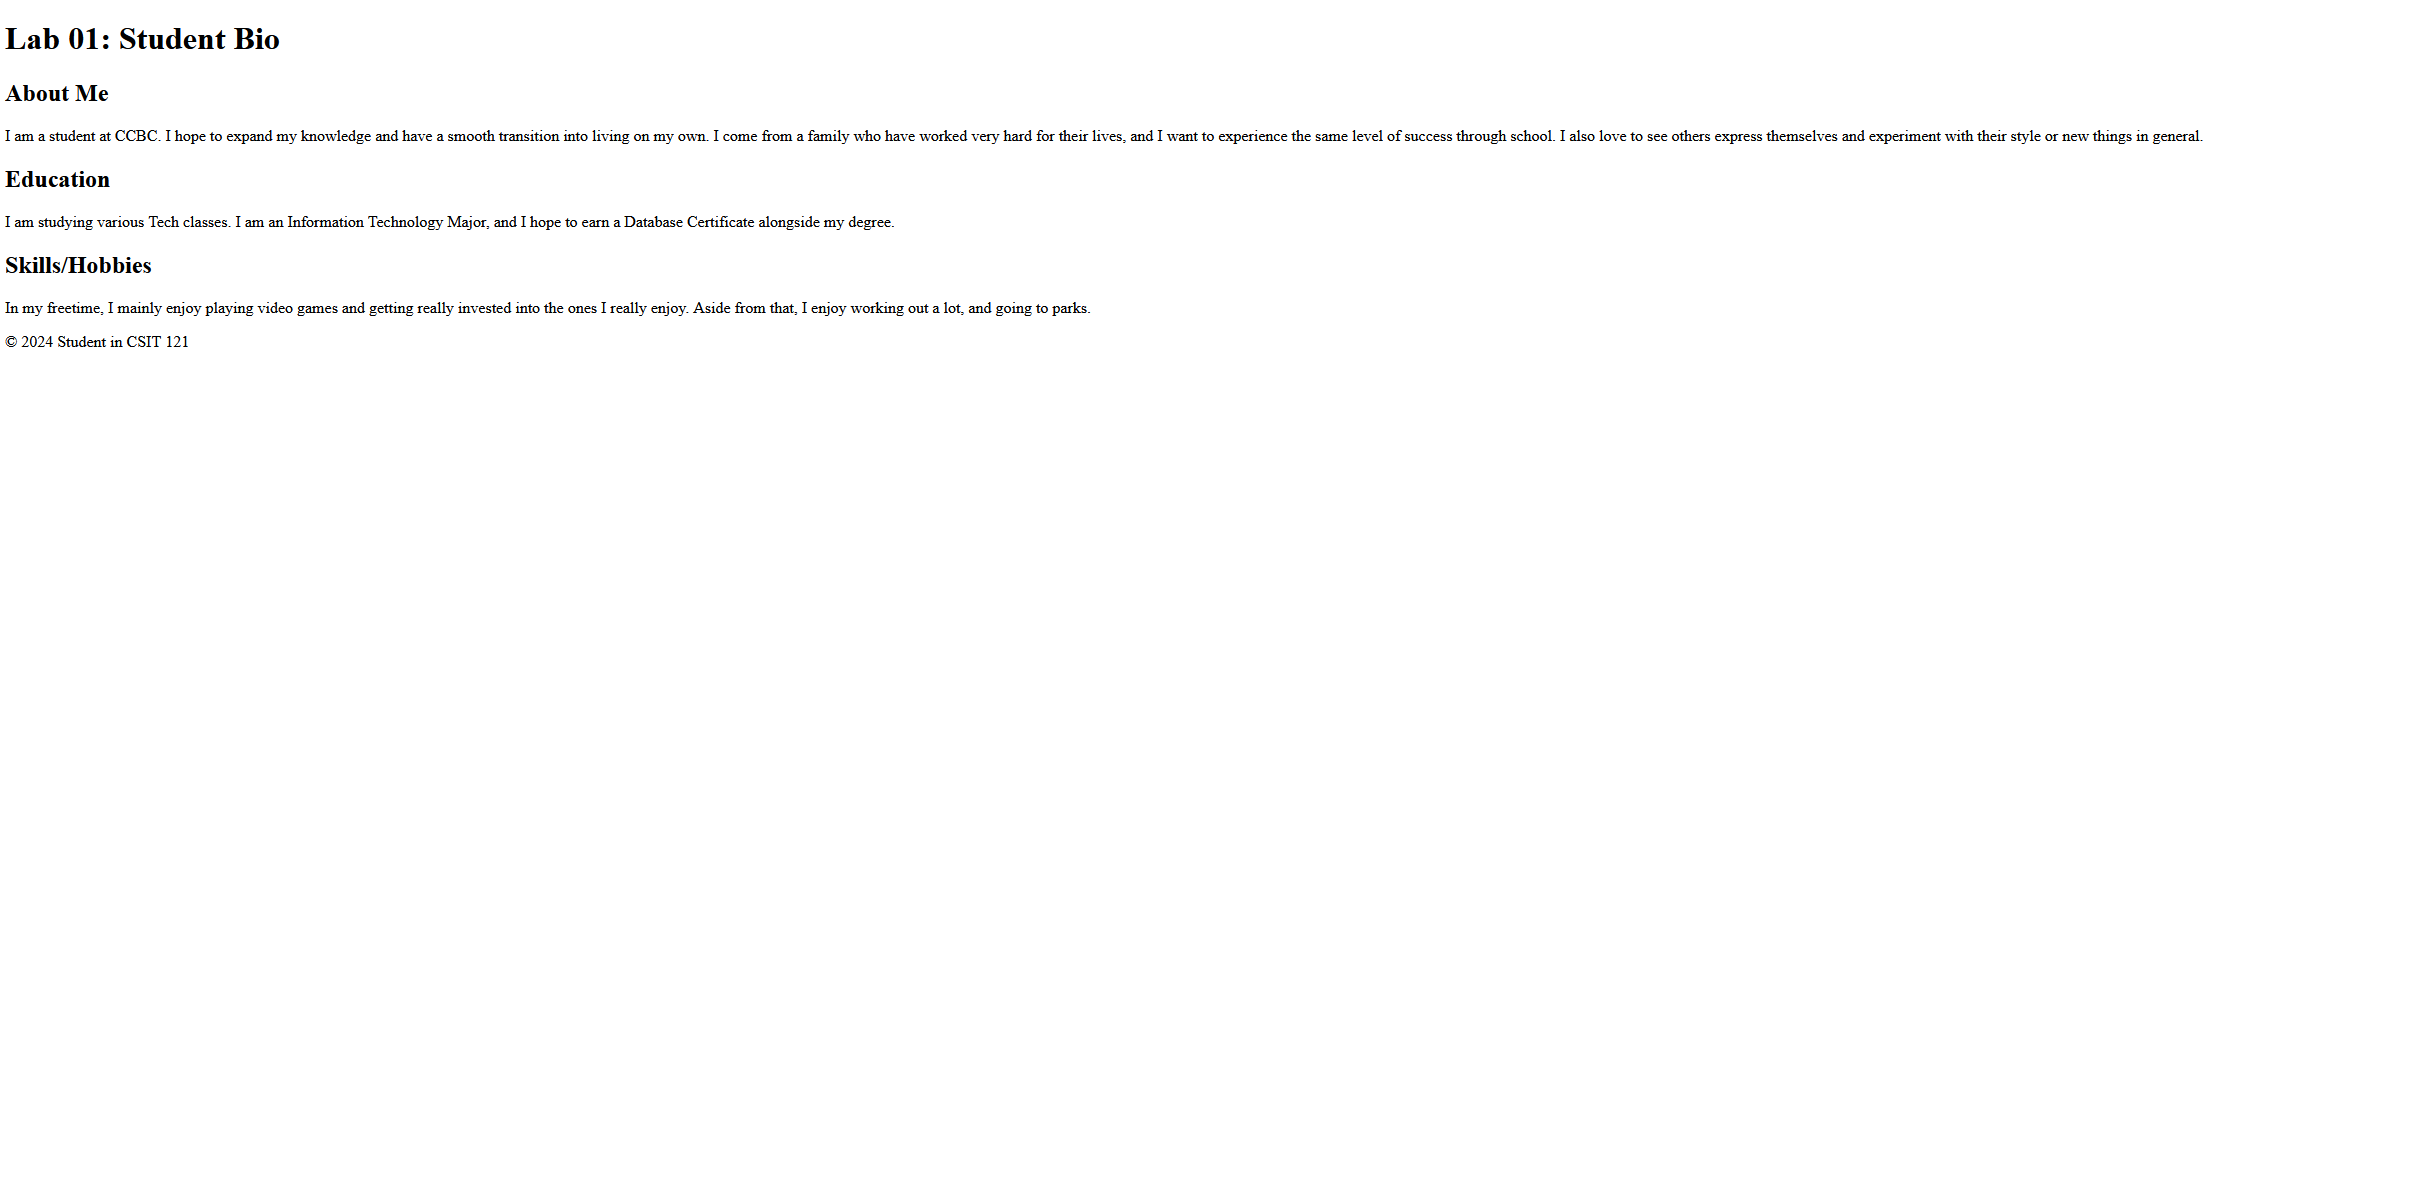 Lab 01: Student Bio
About Me
I am a student at CCBC. I hope to expand my knowledge and have a smooth transition into living on my own. I come from a family who have worked very hard for their lives, and I want to experience the same level of success through school. I also love to see others express themselves and experiment with their style or new things in general.
Education
I am studying various Tech classes. I am an Information Technology Major, and I hope to earn a Database Certificate alongside my degree.
Skills/Hobbies
In my freetime, I mainly enjoy playing video games and getting really invested into the ones I really enjoy. Aside from that, I enjoy working out a lot, and going to parks.
© 2024 Student in CSIT 121